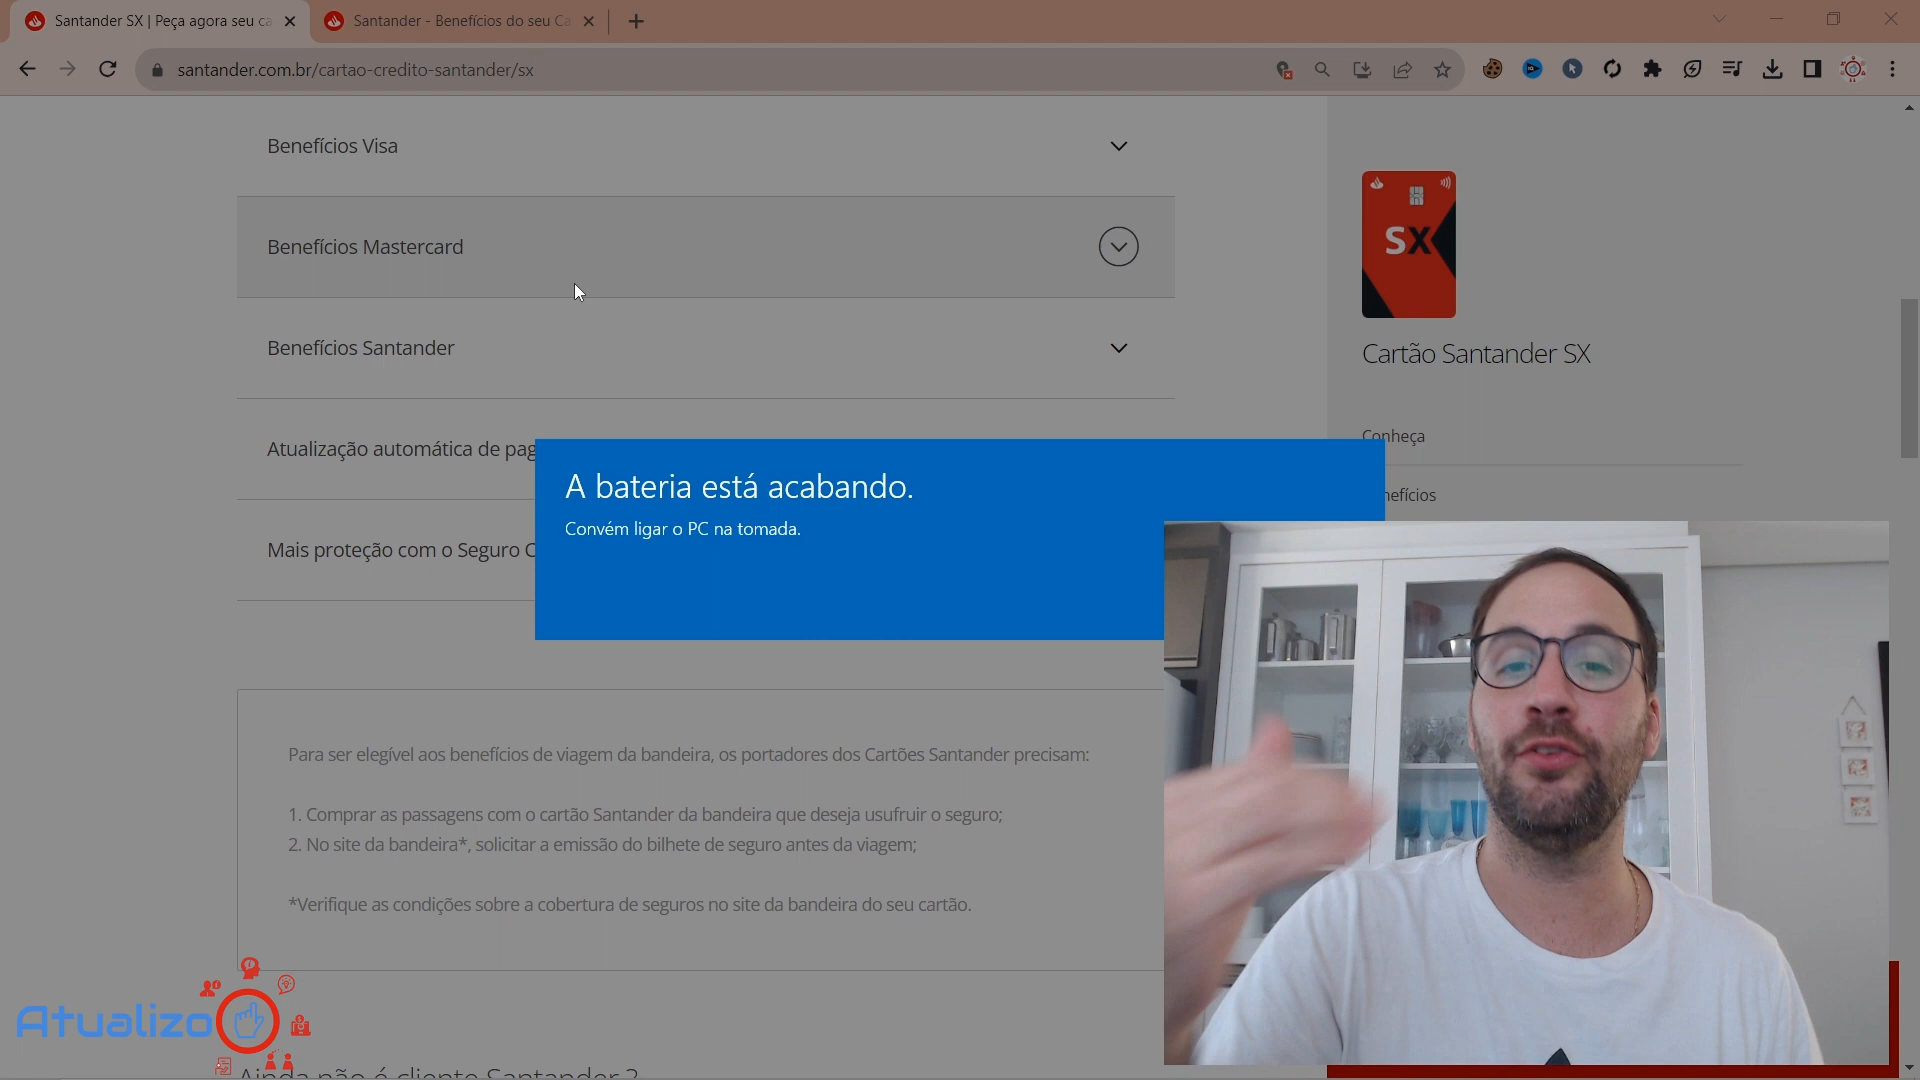 Santander SX | Peça agora seu ca
Santander - Benefícios do seu Ca
santander.com.br/cartao-credito-santander/sx
Benefícios Visa
Benefícios Mastercard
SX
Benefícios Santander
Cartão Santander SX
Atualização automática de pag
Conheça
A bateria está acabando.
nefícios
Convém ligar o PC na tomada.
Mais proteção com o Seguro C
Para ser elegível aos benefícios de viagem da bandeira, os portadores dos Cartões Santander precisam:
1. Comprar as passagens com o cartão Santander da bandeira que deseja usufruir o seguro;
2. No site da bandeira*, solicitar a emissão do bilhete de seguro antes da viagem;
*Verifique as condições sobre a cobertura de seguros no site da bandeira do seu cartão.
Atualizo
Ainda não é cliente Santander ?